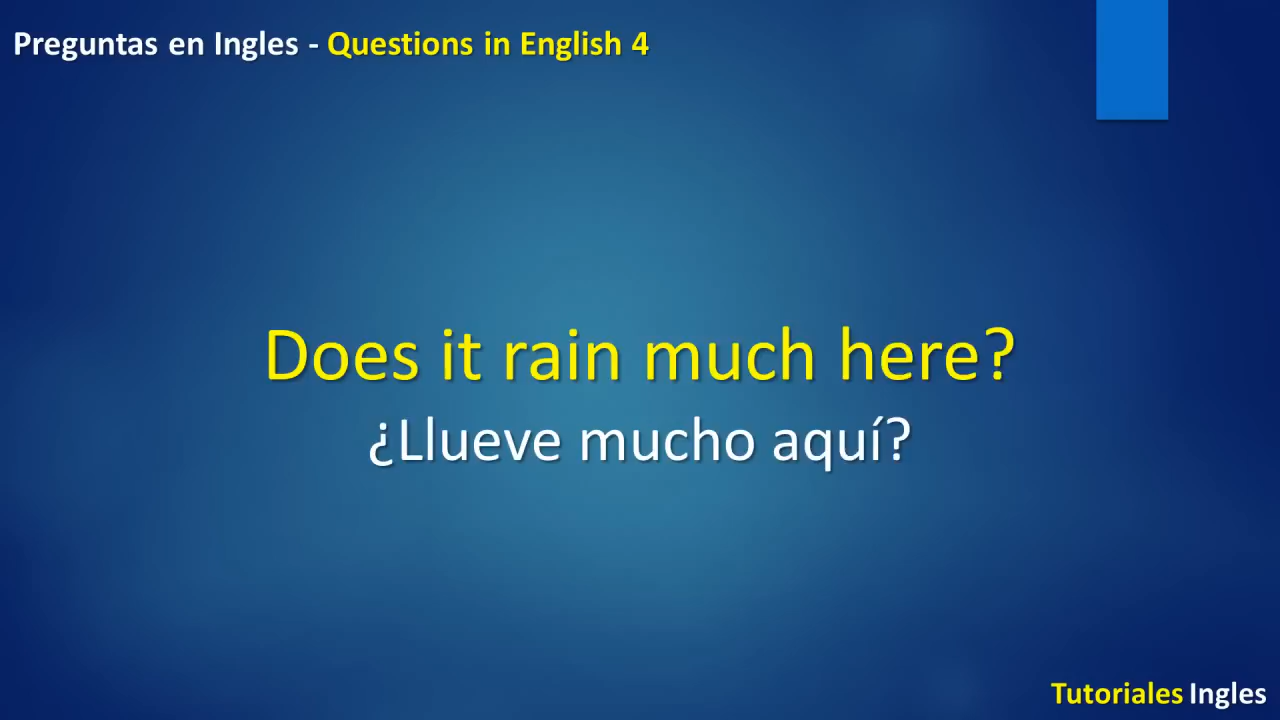 Preguntas en Ingles - Questions in English 4
Does it rain much here?
¿Llueve mucho aquí?
Tutoriales Ingles